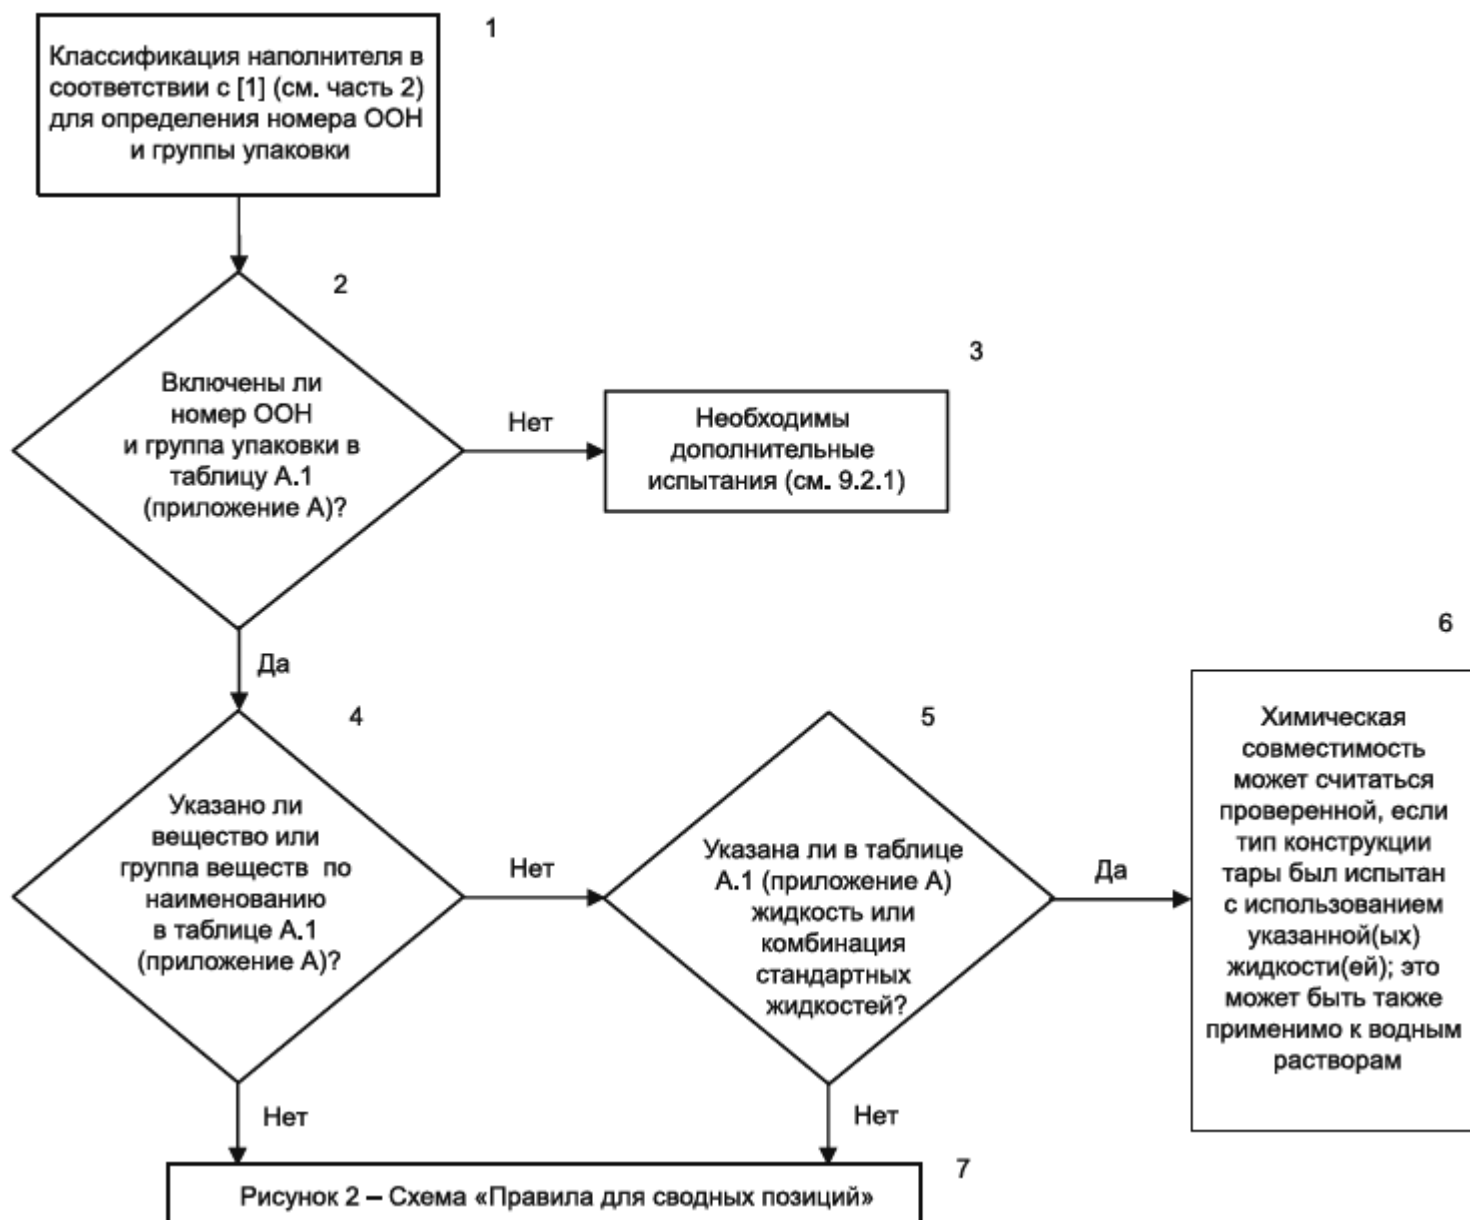 1
Классификация наполнителя в
соответствии с [1] (см. часть 2)
для определения номера ООН
и группы упаковки
2
Включены ли
номер ООН
и группа упаковки в
таблицу А.1
(приложение А)?
Нет
3
Необходимы
дополнительные
испытания (см. 9.2.1)
Да
4
Указано ли
вещество или
группа веществ по
наименованию
в таблице А.1
(приложение А)?
Нет
5
Указана ли в таблице
А.1 (приложение А)
жидкость или
комбинация
стандартных
жидкостей?
Да
6
Химическая
совместимость
может считаться
проверенной, если
тип конструкции
тары был испытан
с использованием
указанной(ых)
жидкости(ей); это
может быть также
применимо к водным
растворам
Нет
Нет
7
Рисунок 2 – Схема «Правила для сводных позиций»